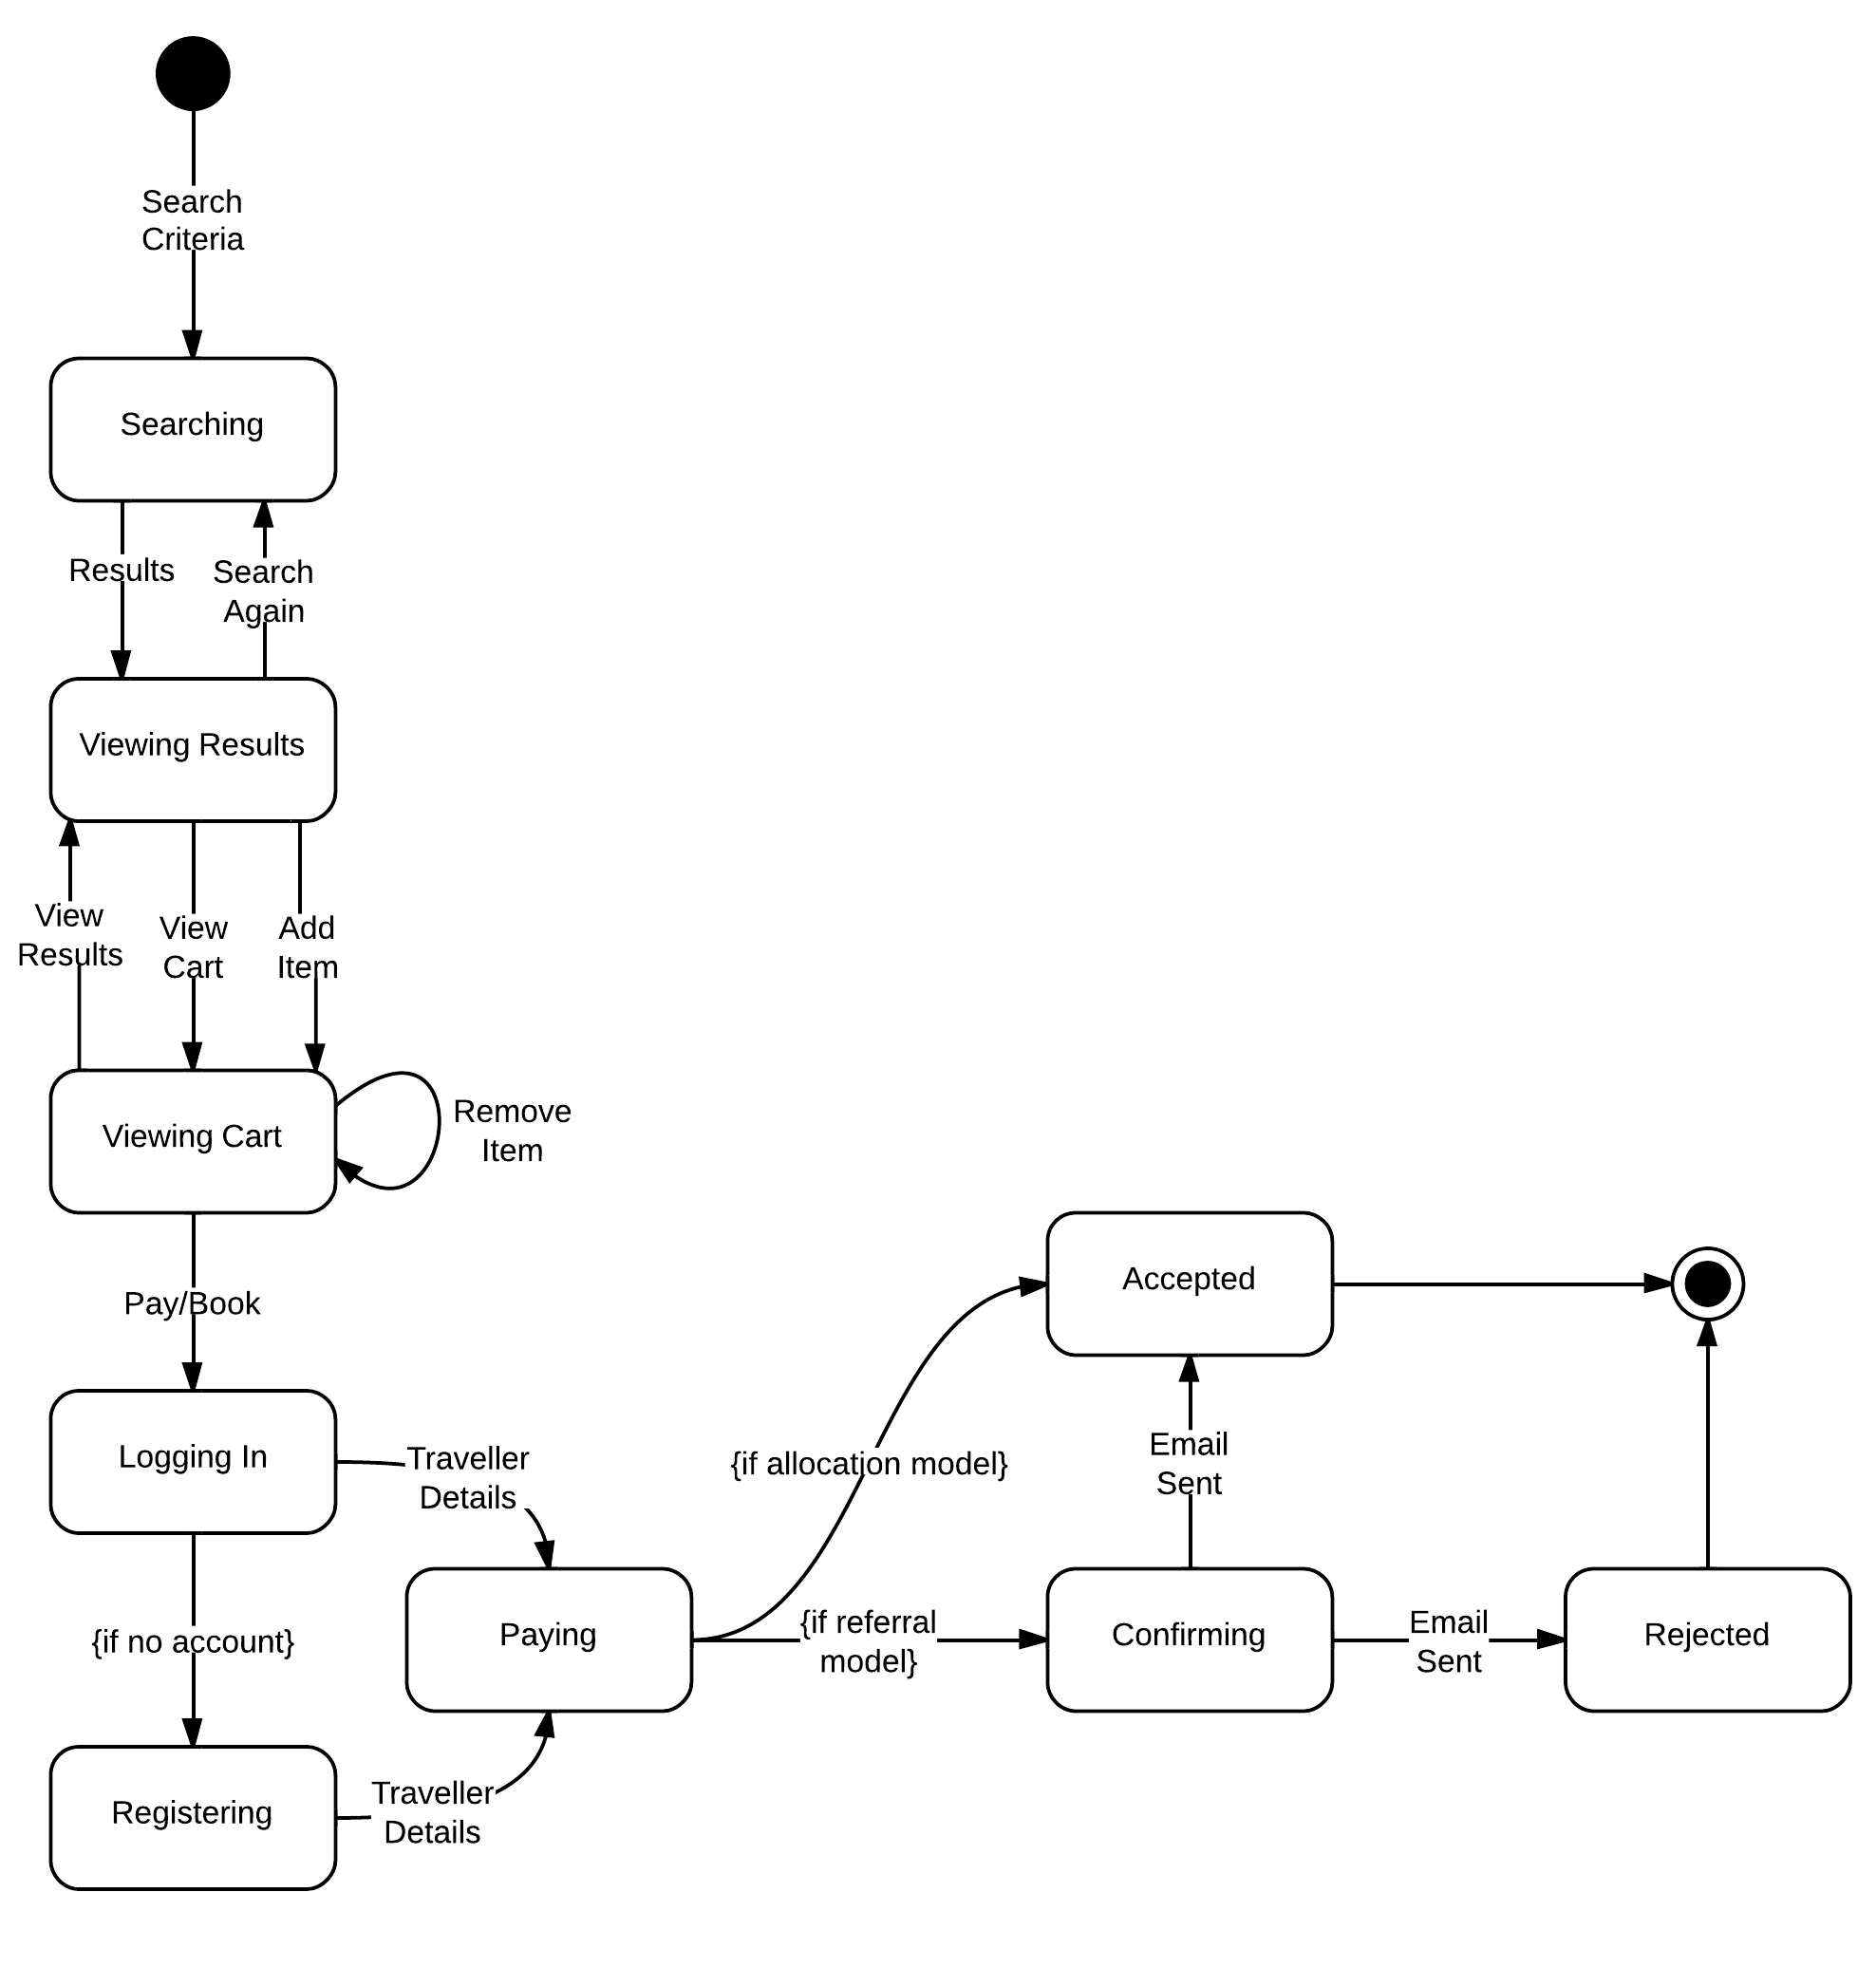 Search
Criteria
Searching
Results
Search
Again
Viewing Results
View
Results
View
Cart
Add
Item
Viewing Cart
Remove
Item
Pay/Book
Accepted
Logging In
Traveller
Details
{if allocation model}
Email
Sent
{if no account}
Paying
{if referral
model}
Confirming
Email
Sent
Rejected
Registering
Traveller
Details